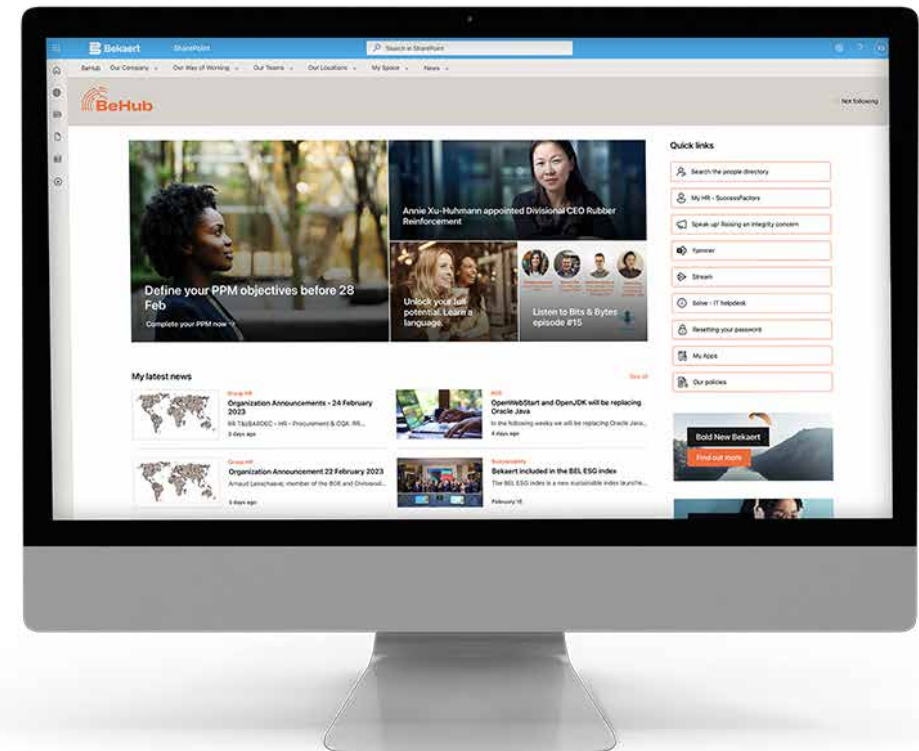 Bekaert
SharePoint
Search in SharePoint
BeHub
Our Company
Our Way of Working
Our Teams
Our Locations
My Space
News
BeHub
Not following
Define your PPM objectives before 28
Feb
Complete your PPM now
Annie Xu-Huhmann appointed Divisional CEO Rubber
Reinforcement
Unlock your full
potential. Learn a
language.
Listen to Bits & Bytes
episode #15
Quick links
Search the people directory
My HR - SuccessFactors
Speak up! Raising an integrity concern
Yammer
Stream
Solve - IT helpdesk
Resetting your password
My Apps
Our policies
Bold New Bekaert
Find out more
My latest news
See all
Group HR
Organization Announcements - 24 February
2023
3 days ago
OpenWebStart and OpenJDK will be replacing
Oracle Java
In the following weeks we will be replacing Oracle Java...
4 days ago
Group HR
Organization Announcement 22 February 2023
5 days ago
Sustainability
Bekaert included in the BEL ESG index
The BEL ESG index is a new sustainable index launche...
February 15